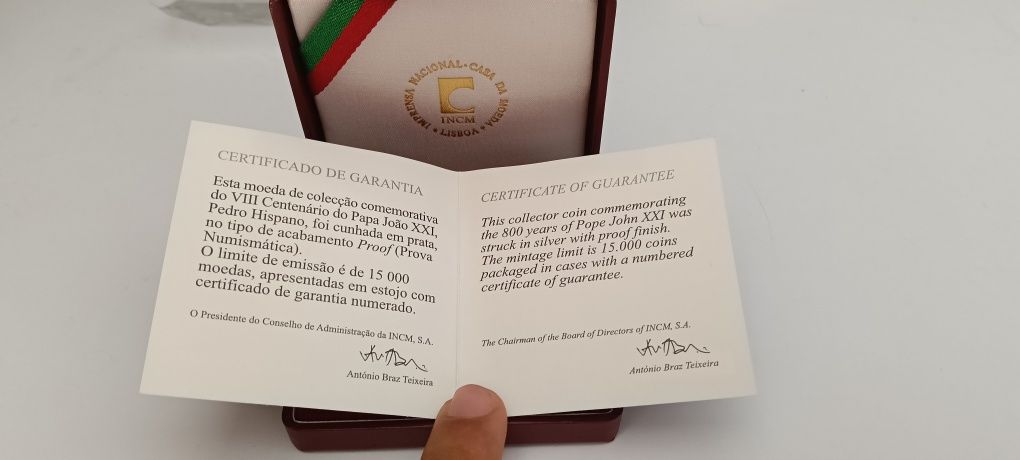 IMPRENSA NACIONAL-CASA DA MOEDA
INCM
• LISBOA •
CERTIFICADO DE GARANTIA
Esta moeda de colecção comemorativa
do VIII Centenário do Papa João XXI,
Pedro Hispano, foi cunhada em prata,
no tipo de acabamento Proof (Prova
Numismática).
O limite de emissão é de 15 000
moedas, apresentadas em estojo com
certificado de garantia numerado.
O Presidente do Conselho de Administração da INCM, S.A.
António Braz Teixeira
CERTIFICATE OF GUARANTEE
This collector coin commemorating
the 800 years of Pope John XXI was
struck in silver with proof finish.
The mintage limit is 15.000 coins
packaged in cases with a numbered
certificate of guarantee.
The Chairman of the Board of Directors of INCM, S.A.
António Braz Teixeira